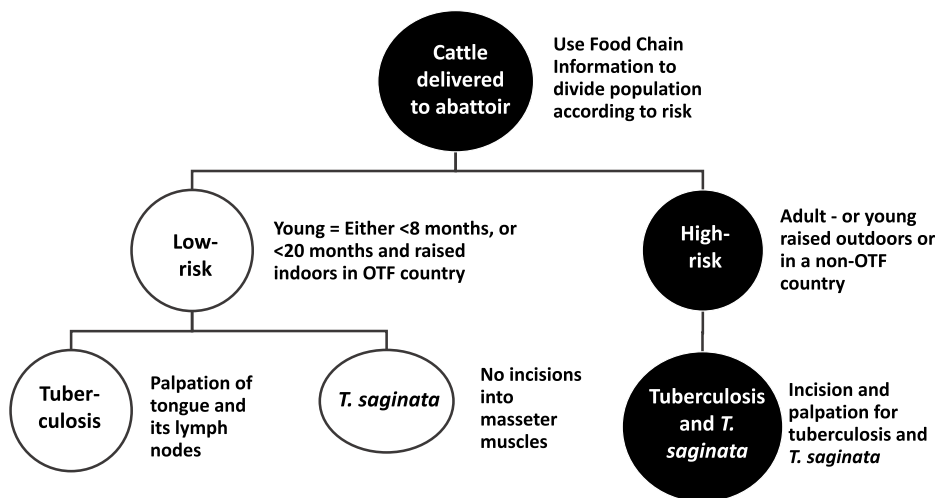 Cattle
delivered
to abattoir
Use Food Chain
Information to
divide population
according to risk
Low-
risk
Young = Either <8 months, or
<20 months and raised
indoors in OTF country
High-
risk
Adult - or young
raised outdoors or
in a non-OTF
country
Tuber-
culosis
Palpation of
tongue and
its lymph
nodes
T. saginata
No incisions
into
masseter
muscles
Tuberculosis
and T.
saginata
Incision and
palpation for
tuberculosis and
T. saginata